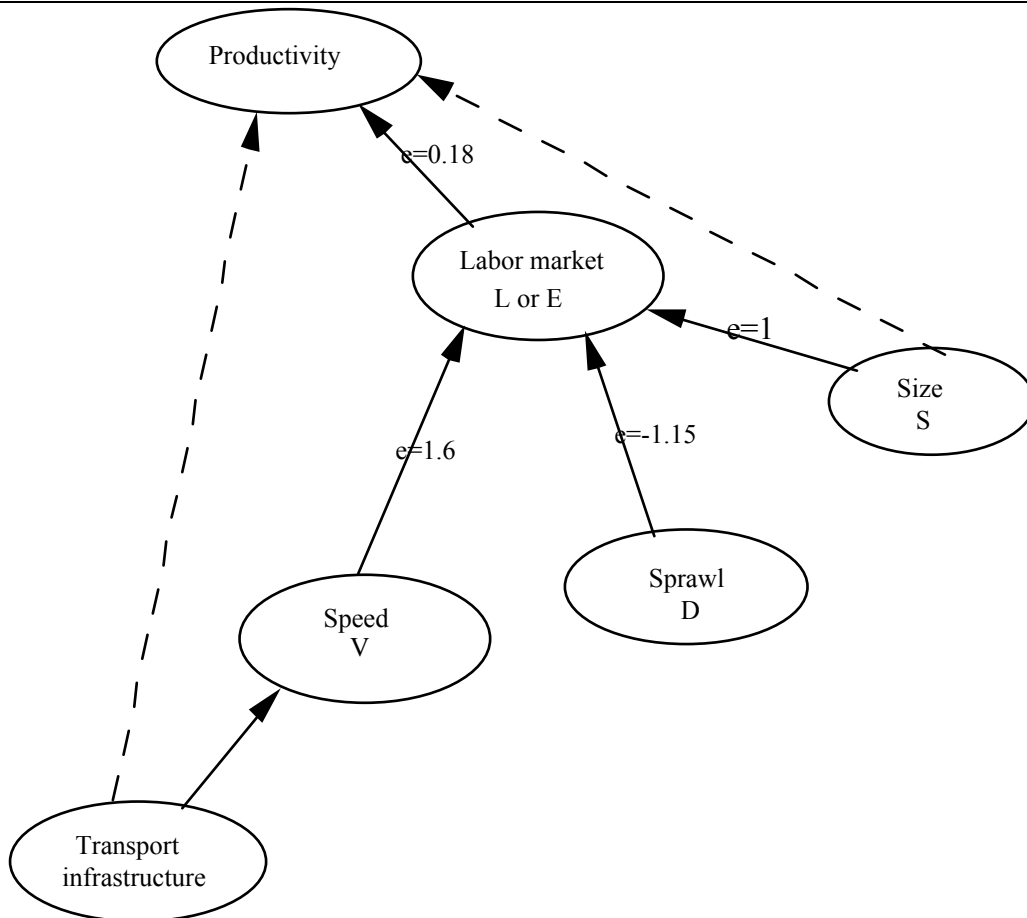 Productivity
e=0.18
Labor market
L or E
e=1
Size
S
e=1.6
e=-1.15
Sprawl
D
Speed
V
Transport
infrastructure